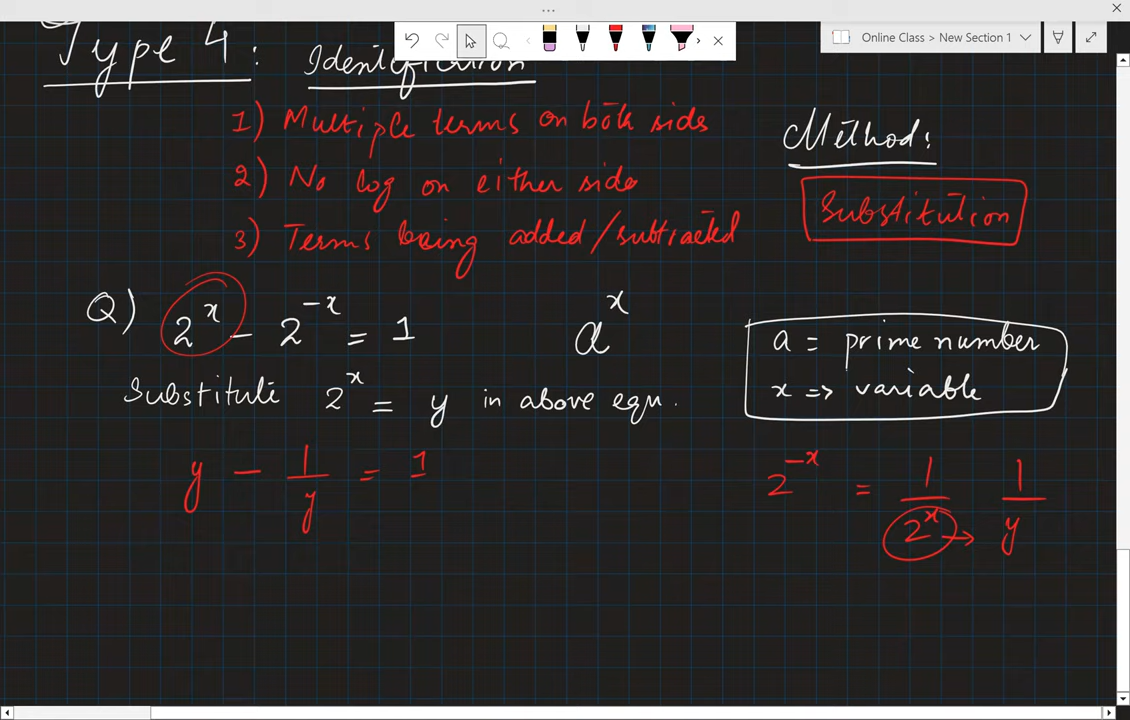 Online Class > New Section 1
Type 4: Identification
1) Multiple terms on both sides
2) No log on either side
3) Terms being added/subtracted
Method:
Substitution
Q) 2^x - 2^-x = 1
a^x
a = prime number
x => variable
Substitute 2^x = y in above equn.
y - 1/y = 1
2^-x = 1/2^x → 1/y